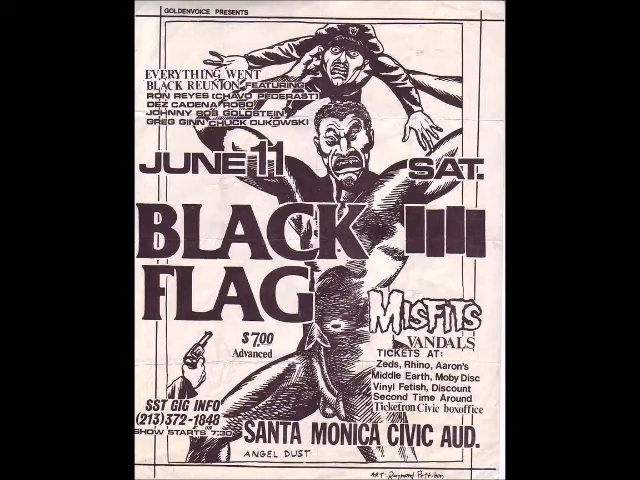 GOLDENVOICE PRESENTS
EVERYTHING WENT
BLACK REUNION FEATURING
RON REYES (CHAVO PEDERAST)
DEZ CADENA ROBO
JOHNNY BOB GOLDSTEIN
GREG GINN CHUCK DUKOWSKI
JUNE 11 SAT.
BLACK
FLAG
MISFITS
VANDALS
$7.00
Advanced
TICKETS AT:
Zeds, Rhino, Aaron's
Middle Earth, Moby Disc
Vinyl Fetish, Discount
Second Time Around
Ticketron Civic boxoffice
SST GIG INFO
(213) 372-1848
SHOW STARTS 7:30
SANTA MONICA CIVIC AUD.
ANGEL DUST
ART - Raymond Pettibon